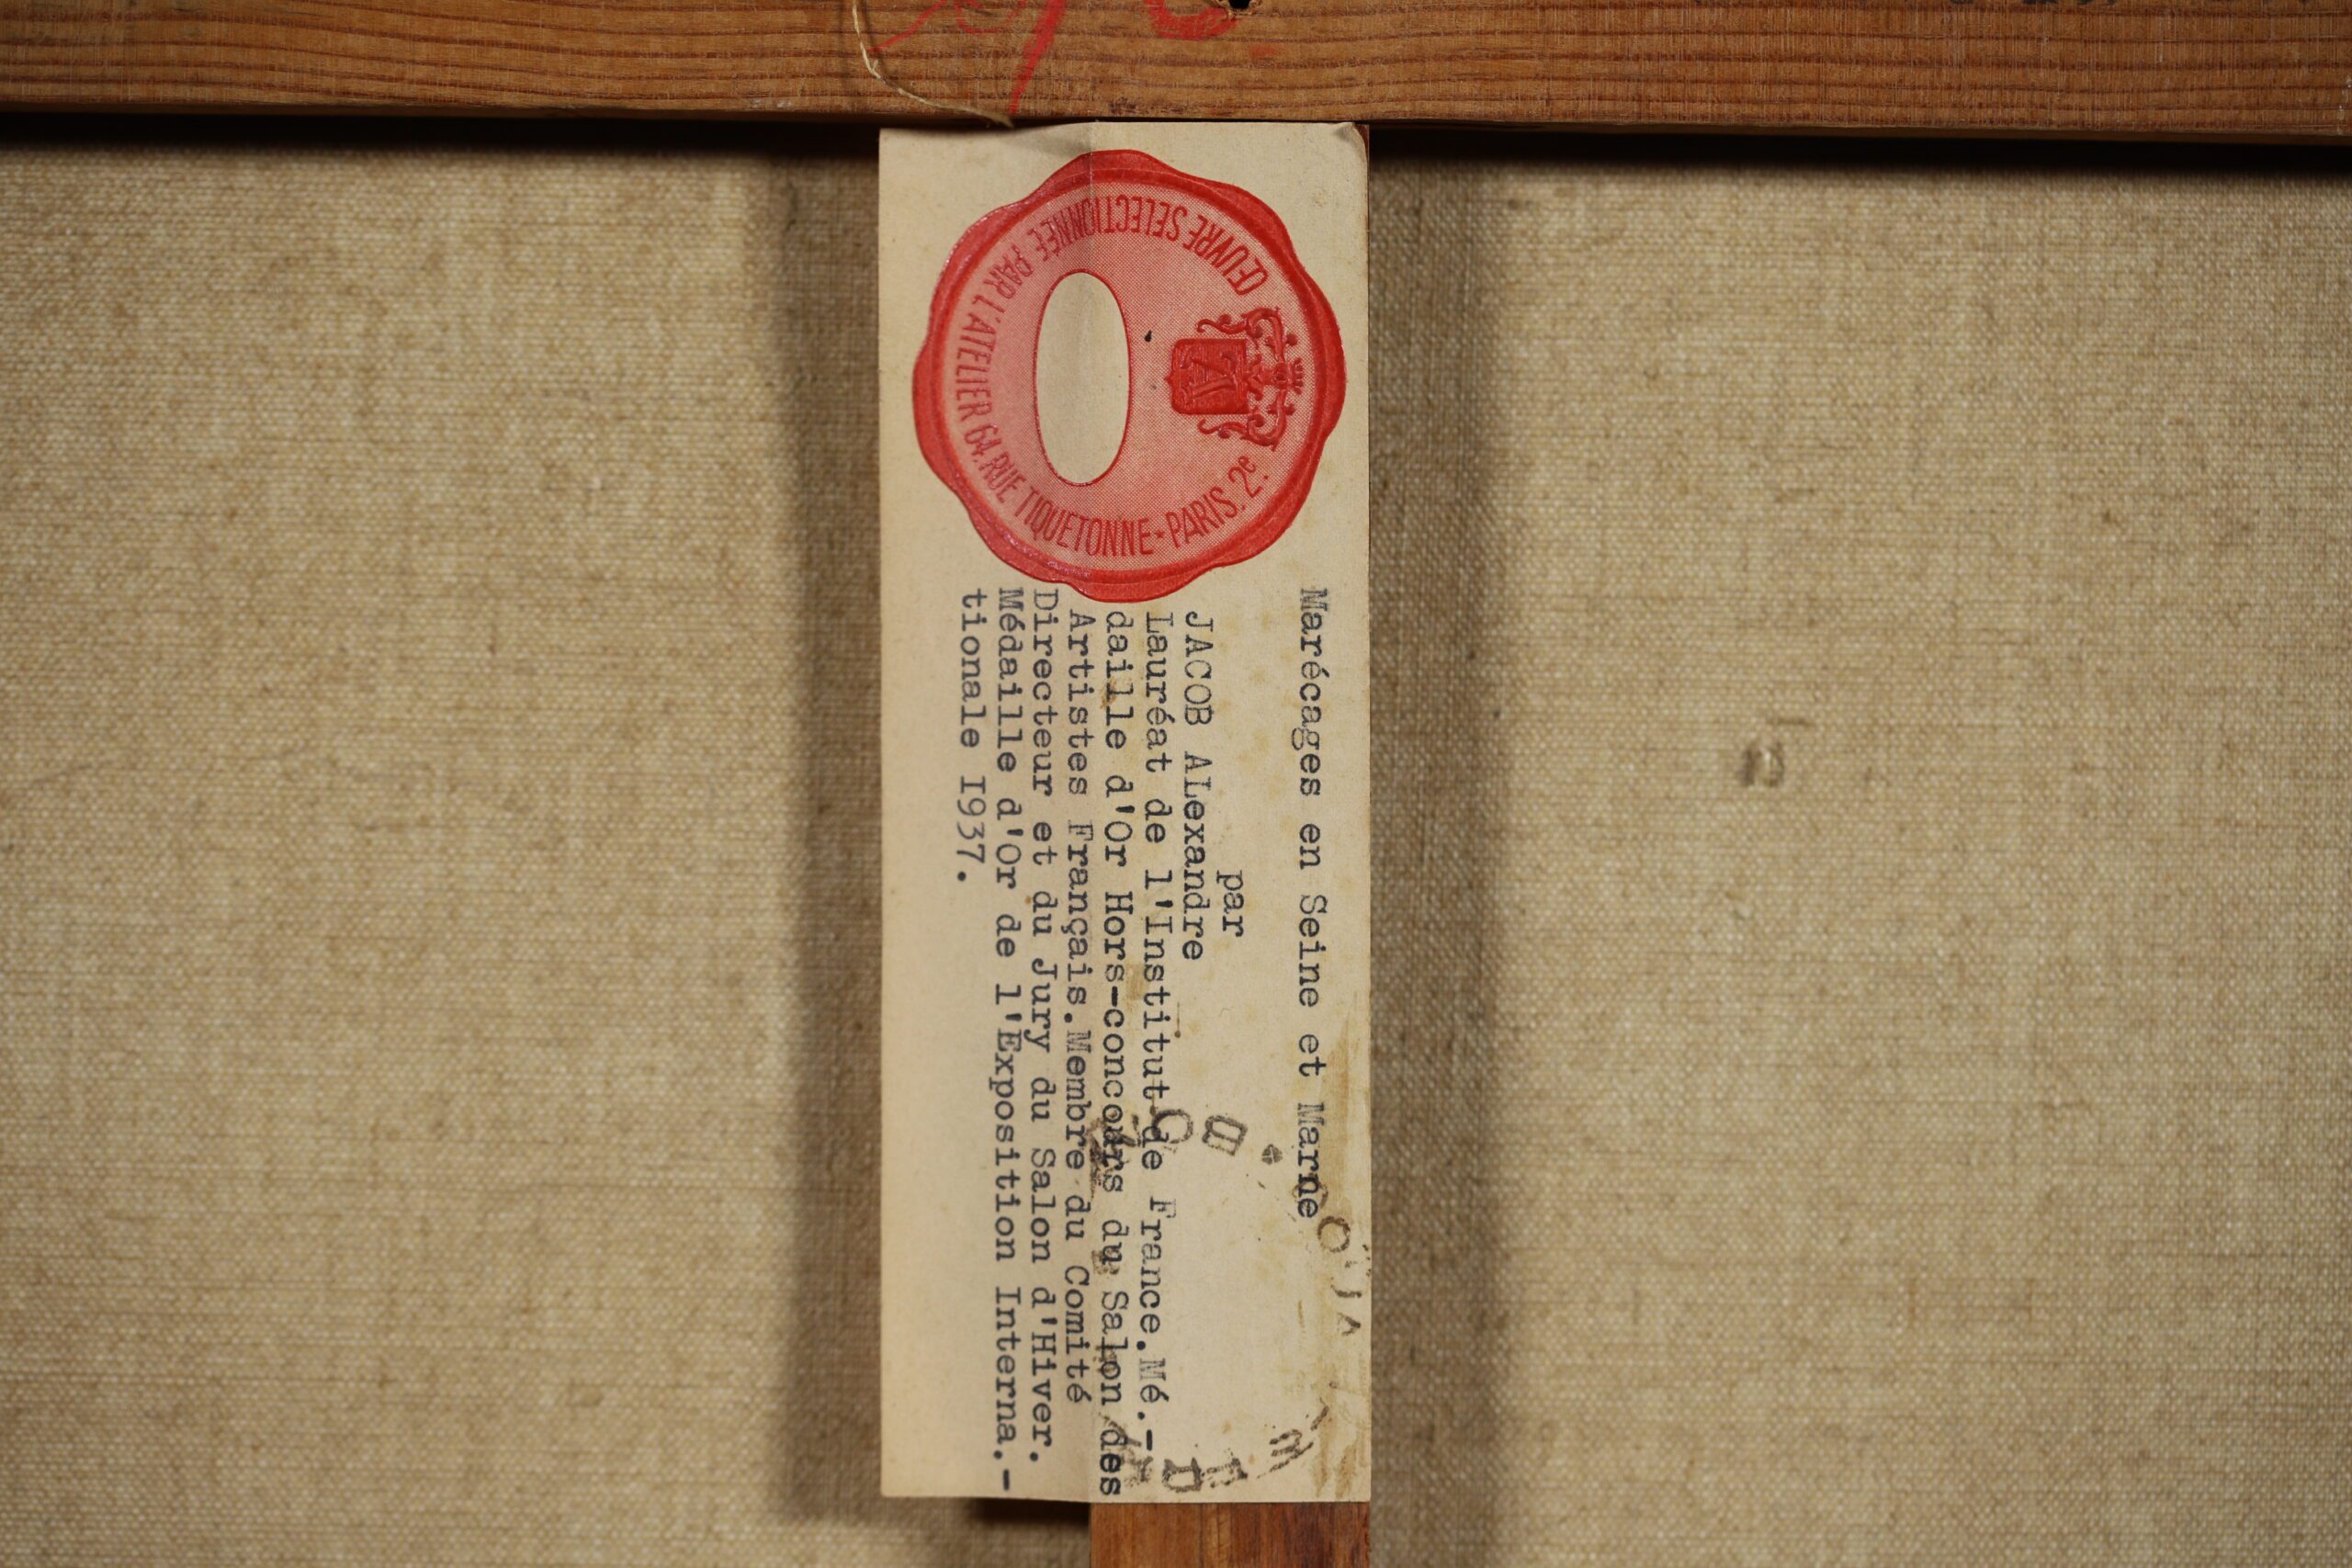 ŒUVRE SELECTIONNÉE PAR L'ATELIER 64, RUE TIQUETONNE * PARIS. 2e.
Marécages en Seine et Marne
par
JACOB ALexandre
Lauréat de l'Institut de France.Mé.-
daille d'Or Hors-concours du Salon des
Artistes Français.Membre du Comité
Directeur et du Jury du Salon d'Hiver.
Médaille d'Or de l'Exposition Interna.-
tionale I937.